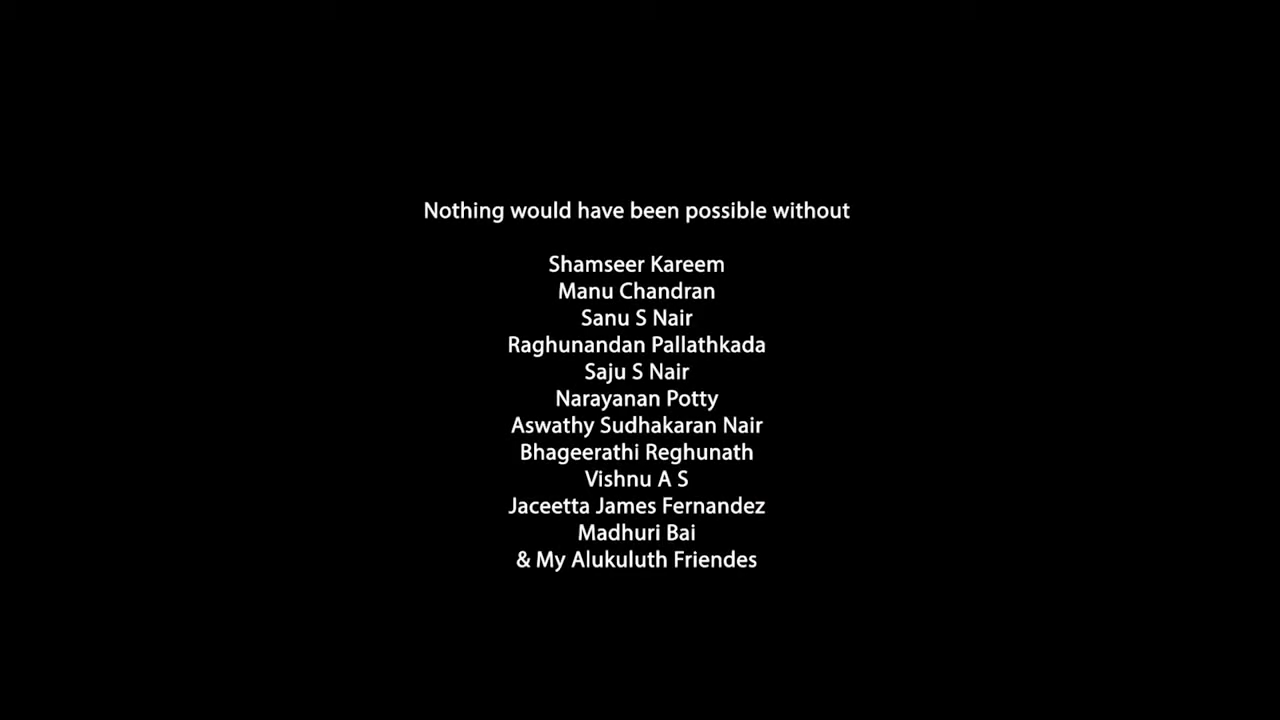 Nothing would have been possible without
Shamseer Kareem
Manu Chandran
Sanu S Nair
Raghunandan Pallathkada
Saju S Nair
Narayanan Potty
Aswathy Sudhakaran Nair
Bhageerathi Reghunath
Vishnu A S
Jaceetta James Fernandez
Madhuri Bai
& My Alukuluth Friendes